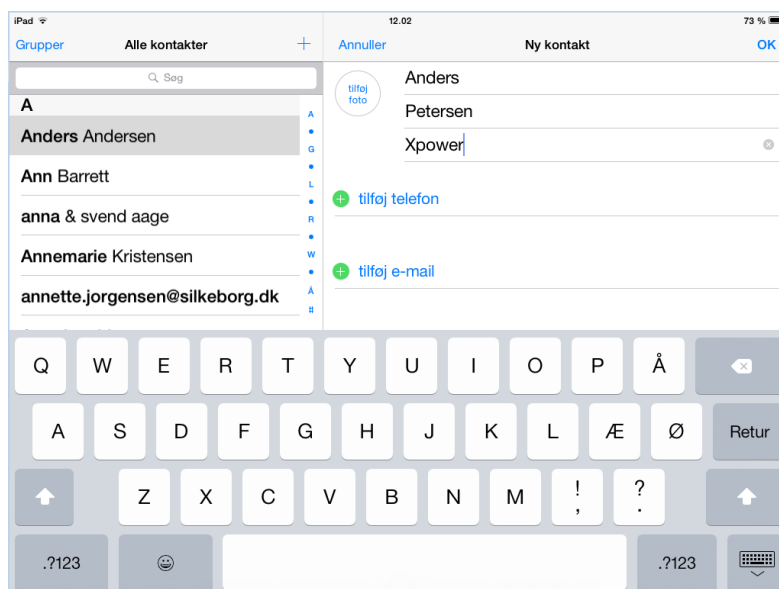 iPad 12.02 73 %
Grupper Alle kontakter + Annuller Ny kontakt OK
Søg
A
Anders Andersen
Ann Barrett
anna & svend aage
Annemarie Kristensen
annette.jorgensen@silkeborg.dk
A
G
L
R
W
Å
#
tilføj
foto
Anders
Petersen
Xpower
tilføj telefon
tilføj e-mail
Q W E R T Y U I O P Å
A S D F G H J K L Æ Ø Retur
Z X C V B N M ! , ? .
.?123 .?123